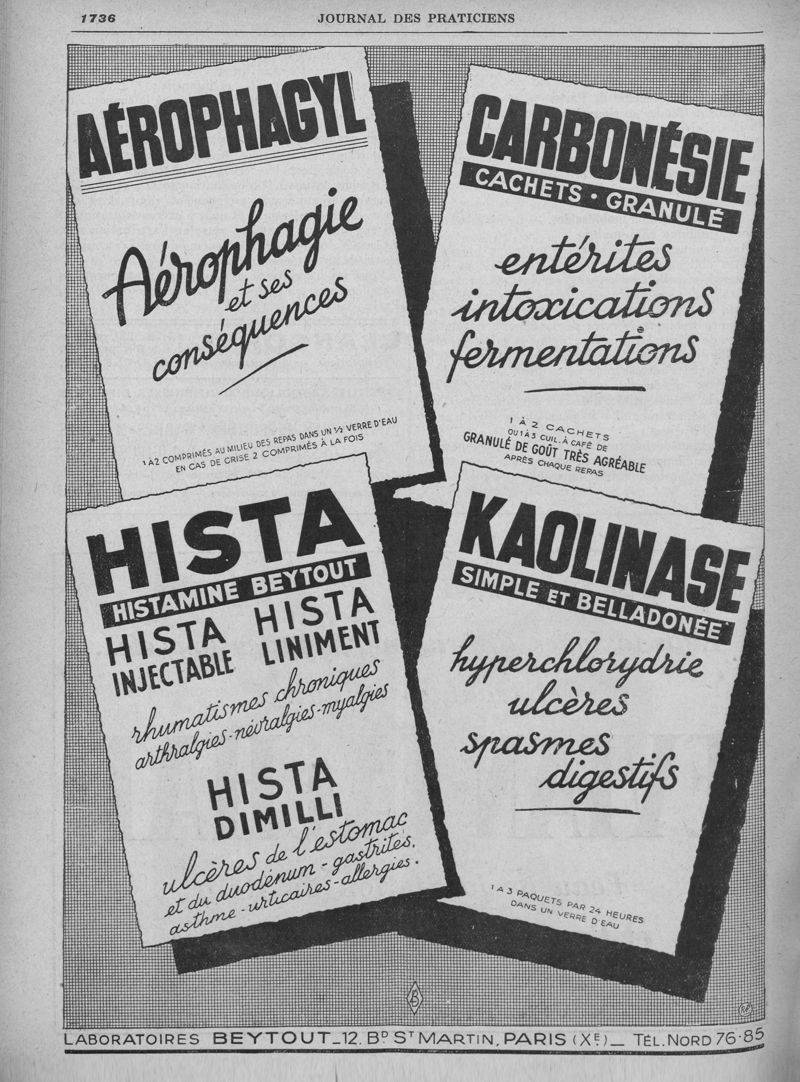 1736
JOURNAL DES PRATICIENS
AÉROPHAGYL
Aérophagie
et ses
conséquences
1 A 2 COMPRIMÉS AU MILIEU DES REPAS DANS UN ½ VERRE D'EAU
EN CAS DE CRISE 2 COMPRIMÉS À LA FOIS
CARBONÉSIE
CACHETS · GRANULÉ
entérites
intoxications
fermentations
1 À 2 CACHETS
OU 1 À 3 CUIL. À CAFÉ DE
GRANULÉ DE GOÛT TRÈS AGRÉABLE
APRÈS CHAQUE REPAS
HISTA
HISTAMINE BEYTOUT
HISTA
INJECTABLE
HISTA
LINIMENT
rhumatismes chroniques
arthralgies-névralgies-myalgies
HISTA
DIMILLI
ulcères de l'estomac
et du duodénum - gastrites,
asthme - urticaires - allergies.
KAOLINASE
SIMPLE ET BELLADONÉE
hyperchlorydrie
ulcères
spasmes
digestifs
1 A 3 PAQUETS PAR 24 HEURES
DANS UN VERRE D'EAU
LABORATOIRES BEYTOUT_12, BD ST MARTIN, PARIS (XE) _ TÉL. NORD 76-85